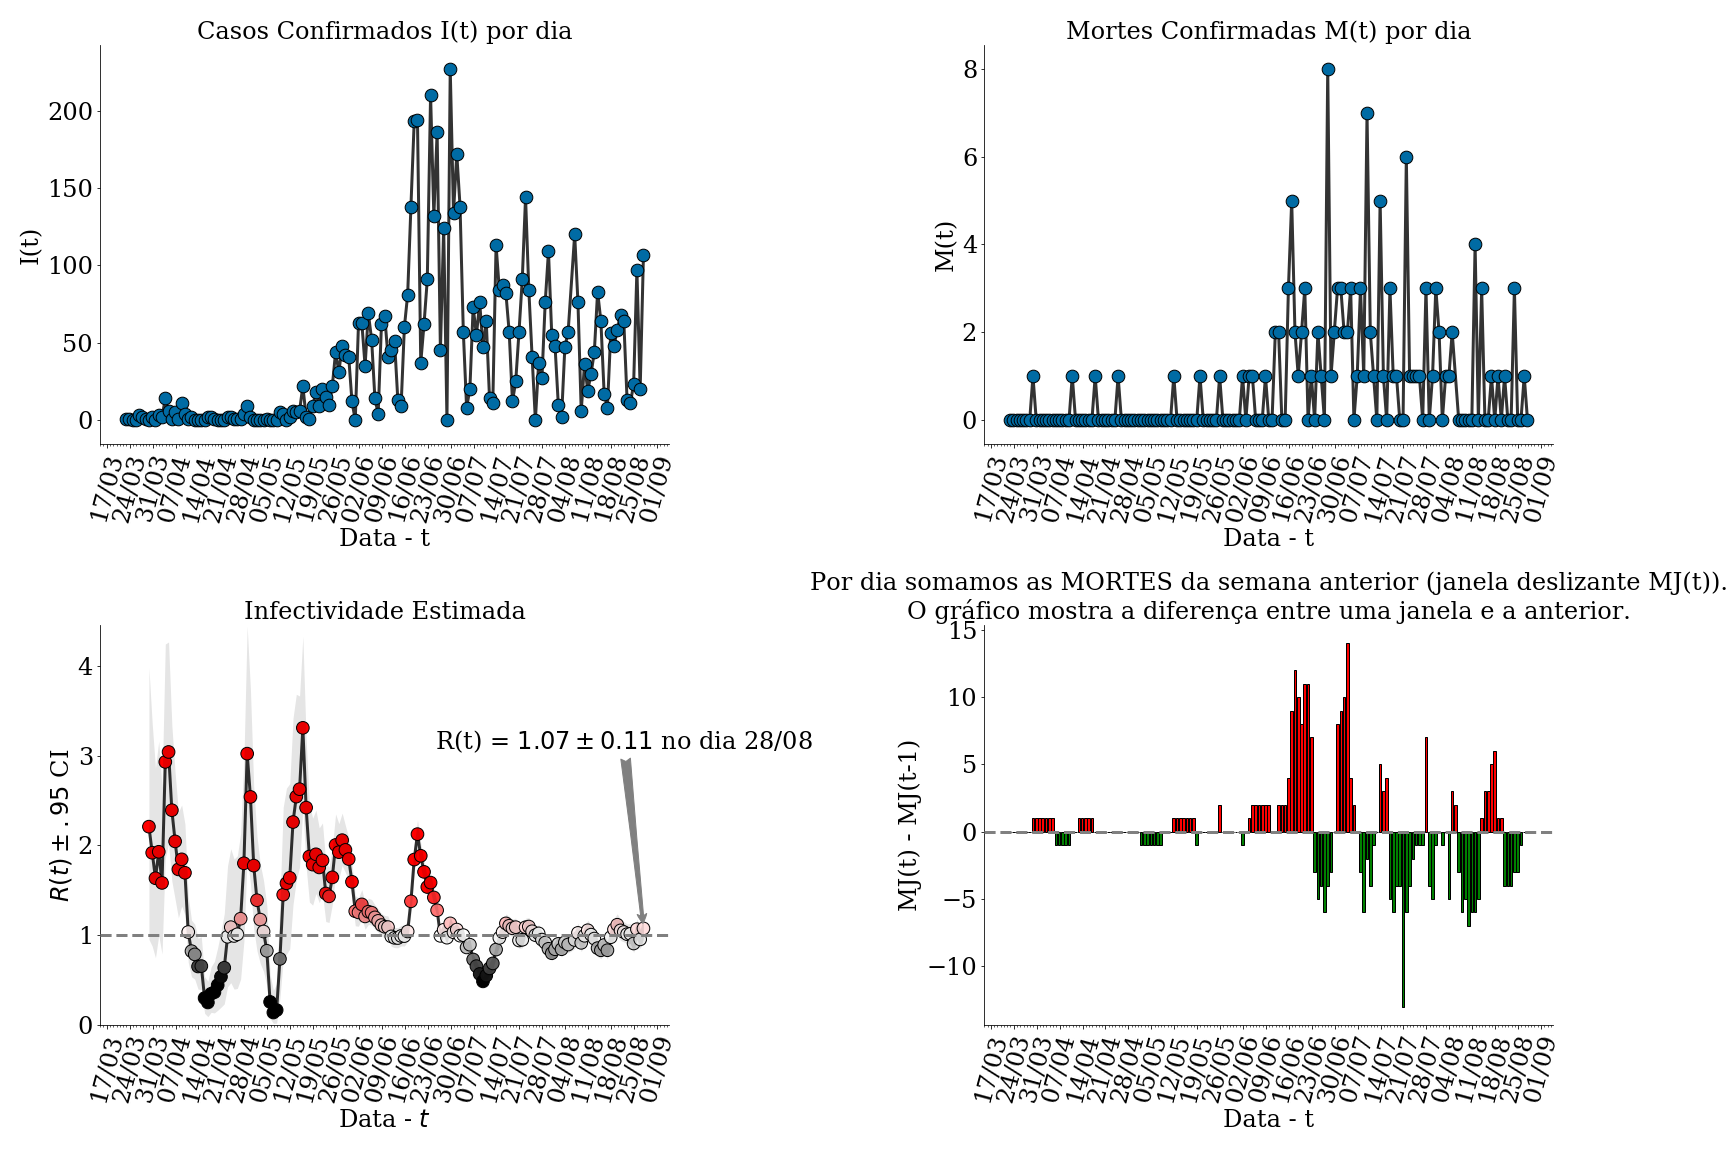 Casos Confirmados I(t) por dia
I(t)
200
150
100
50
0
17/03 24/03 31/03 07/04 14/04 21/04 28/04 05/05 12/05 19/05 26/05 02/06 09/06 16/06 23/06 30/06 07/07 14/07 21/07 28/07 04/08 11/08 18/08 25/08 01/09
Data - t
Mortes Confirmadas M(t) por dia
M(t)
8
6
4
2
0
17/03 24/03 31/03 07/04 14/04 21/04 28/04 05/05 12/05 19/05 26/05 02/06 09/06 16/06 23/06 30/06 07/07 14/07 21/07 28/07 04/08 11/08 18/08 25/08 01/09
Data - t
Infectividade Estimada
R(t) ± .95 CI
4
3
2
1
0
R(t) = 1.07 ± 0.11 no dia 28/08
17/03 24/03 31/03 07/04 14/04 21/04 28/04 05/05 12/05 19/05 26/05 02/06 09/06 16/06 23/06 30/06 07/07 14/07 21/07 28/07 04/08 11/08 18/08 25/08 01/09
Data - t
Por dia somamos as MORTES da semana anterior (janela deslizante MJ(t)).
O gráfico mostra a diferença entre uma janela e a anterior.
MJ(t) - MJ(t-1)
15
10
5
0
−5
−10
17/03 24/03 31/03 07/04 14/04 21/04 28/04 05/05 12/05 19/05 26/05 02/06 09/06 16/06 23/06 30/06 07/07 14/07 21/07 28/07 04/08 11/08 18/08 25/08 01/09
Data - t